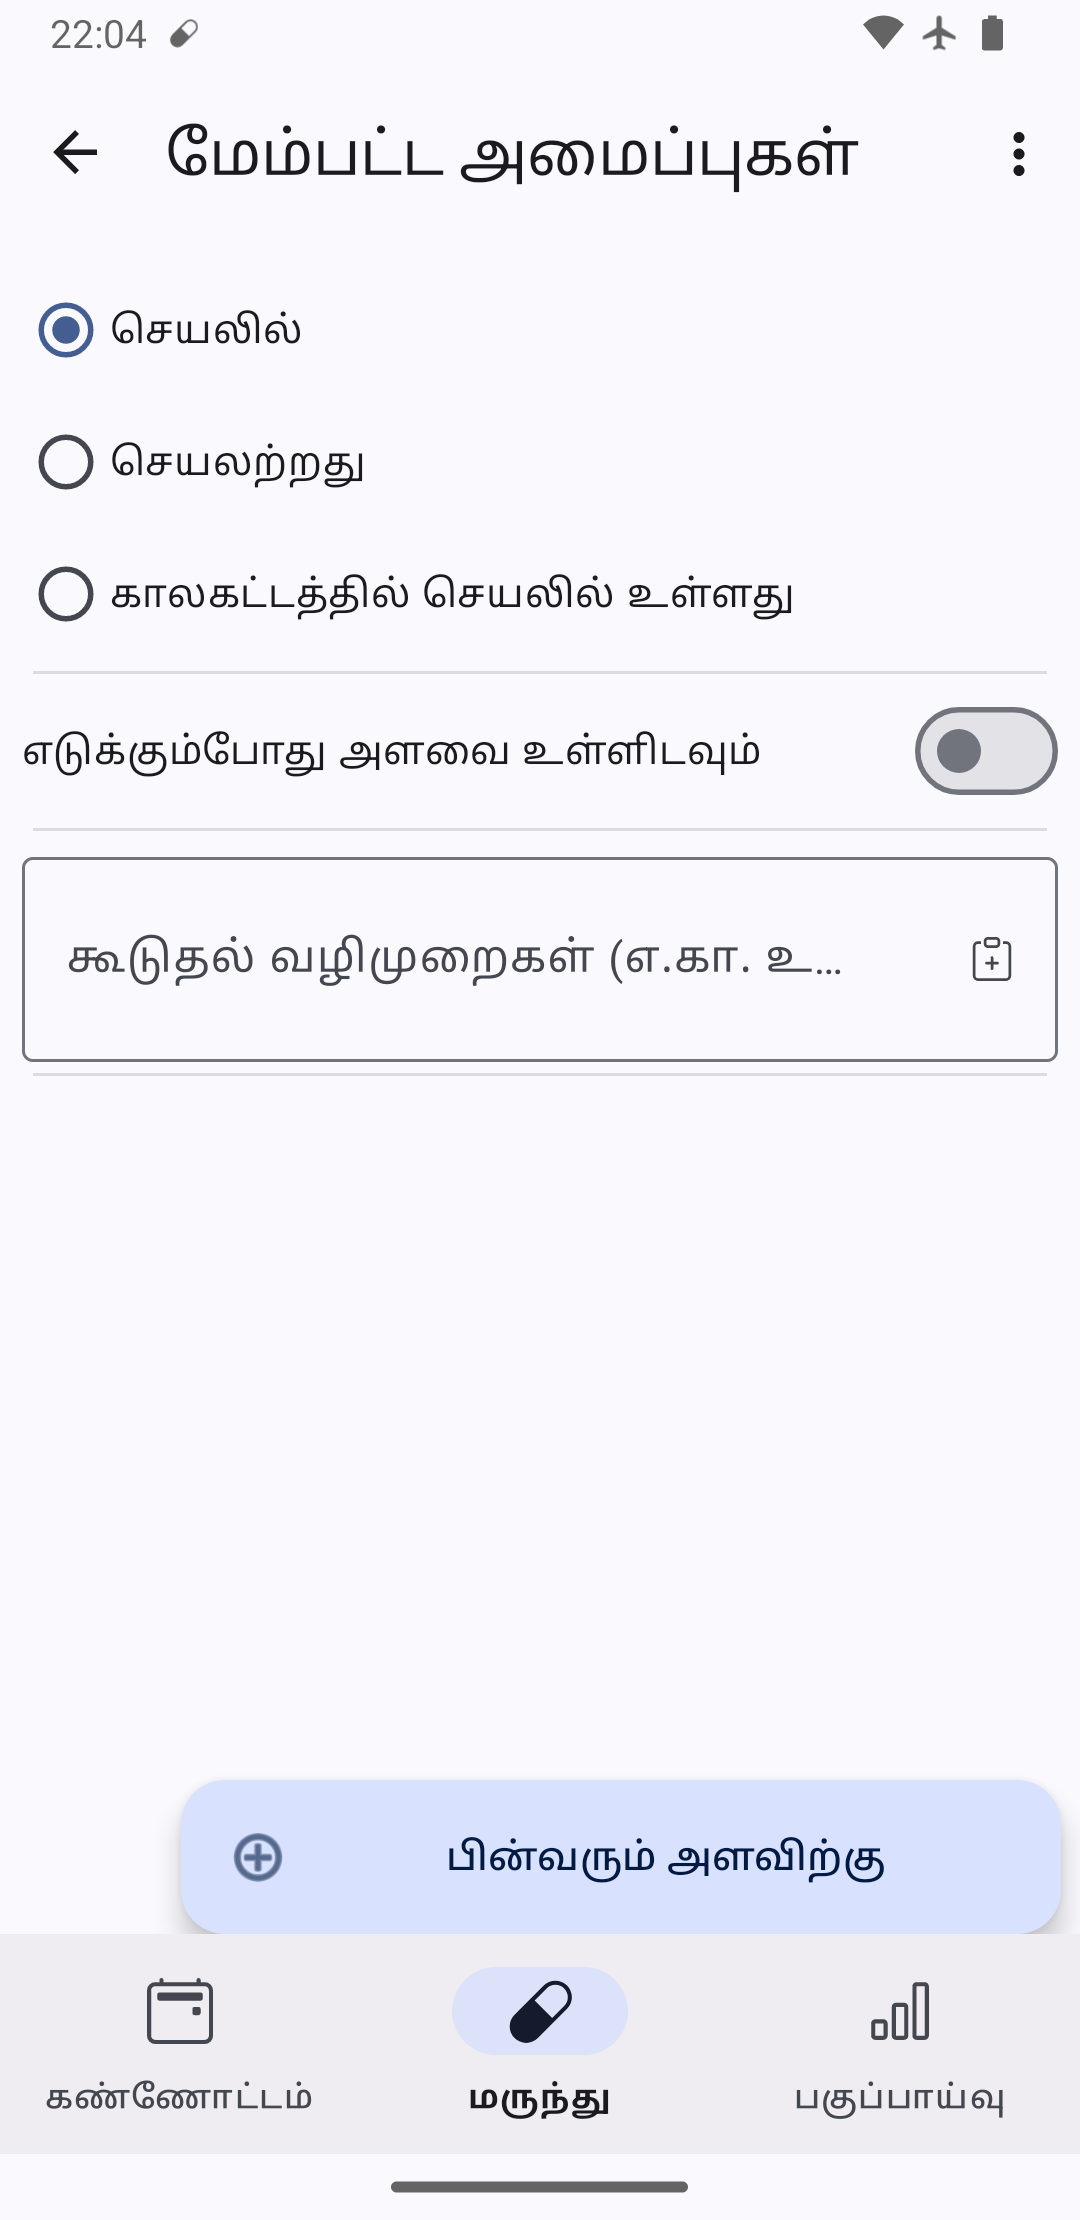 22:04
மேம்பட்ட அமைப்புகள்
செயலில்
செயலற்றது
காலகட்டத்தில் செயலில் உள்ளது
எடுக்கும்போது அளவை உள்ளிடவும்
கூடுதல் வழிமுறைகள் (எ.கா. உ...
பின்வரும் அளவிற்கு
கண்ணோட்டம்
மருந்து
பகுப்பாய்வு